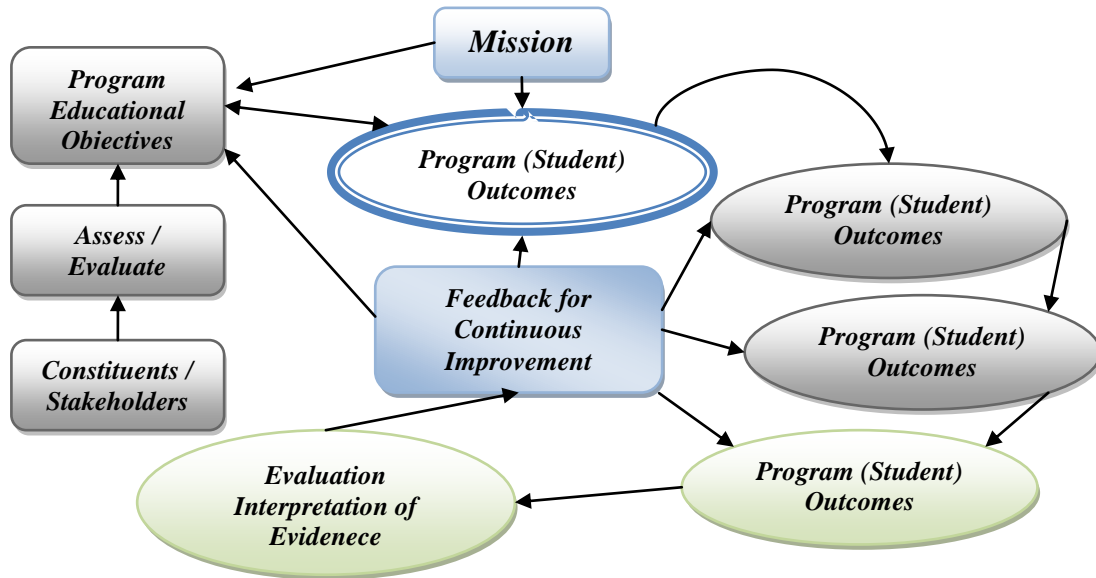 Mission
Program
Educational
Objectives
Program (Student)
Outcomes
Program (Student)
Outcomes
Assess /
Evaluate
Feedback for
Continuous
Improvement
Program (Student)
Outcomes
Constituents /
Stakeholders
Program (Student)
Outcomes
Evaluation
Interpretation of
Evidenece